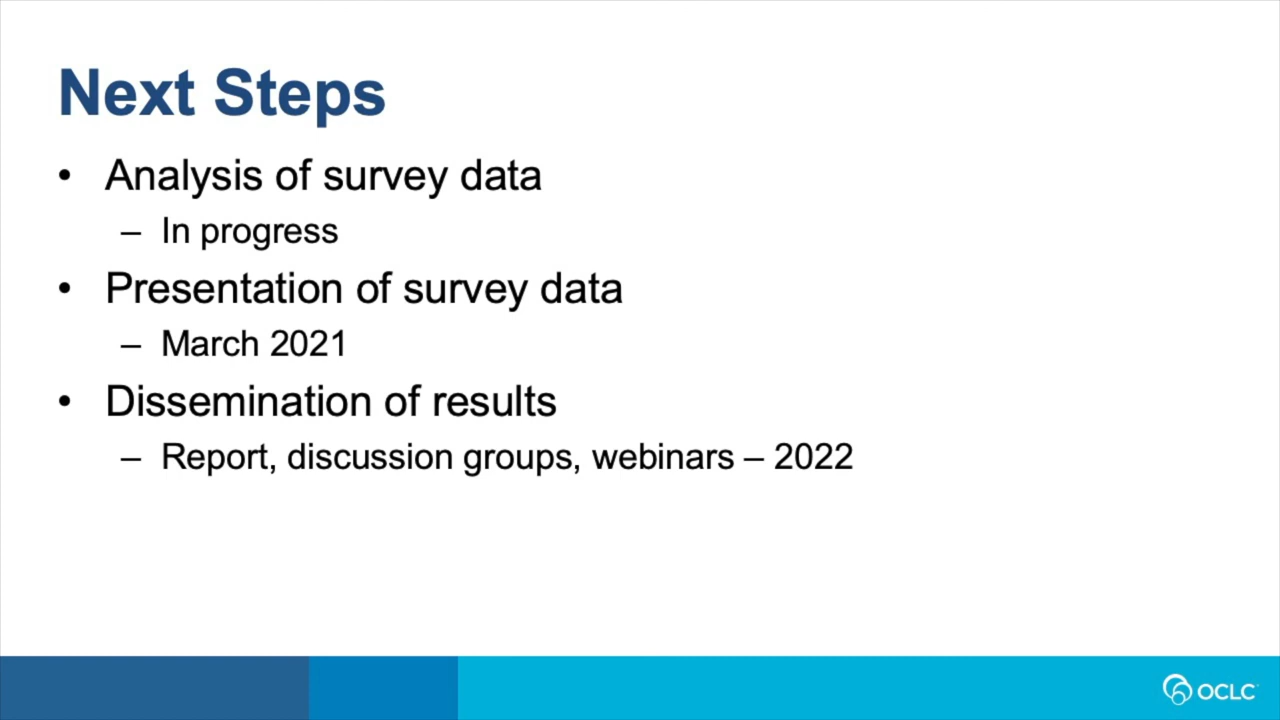 Next Steps
• Analysis of survey data
– In progress
• Presentation of survey data
– March 2021
• Dissemination of results
– Report, discussion groups, webinars – 2022
OCLC